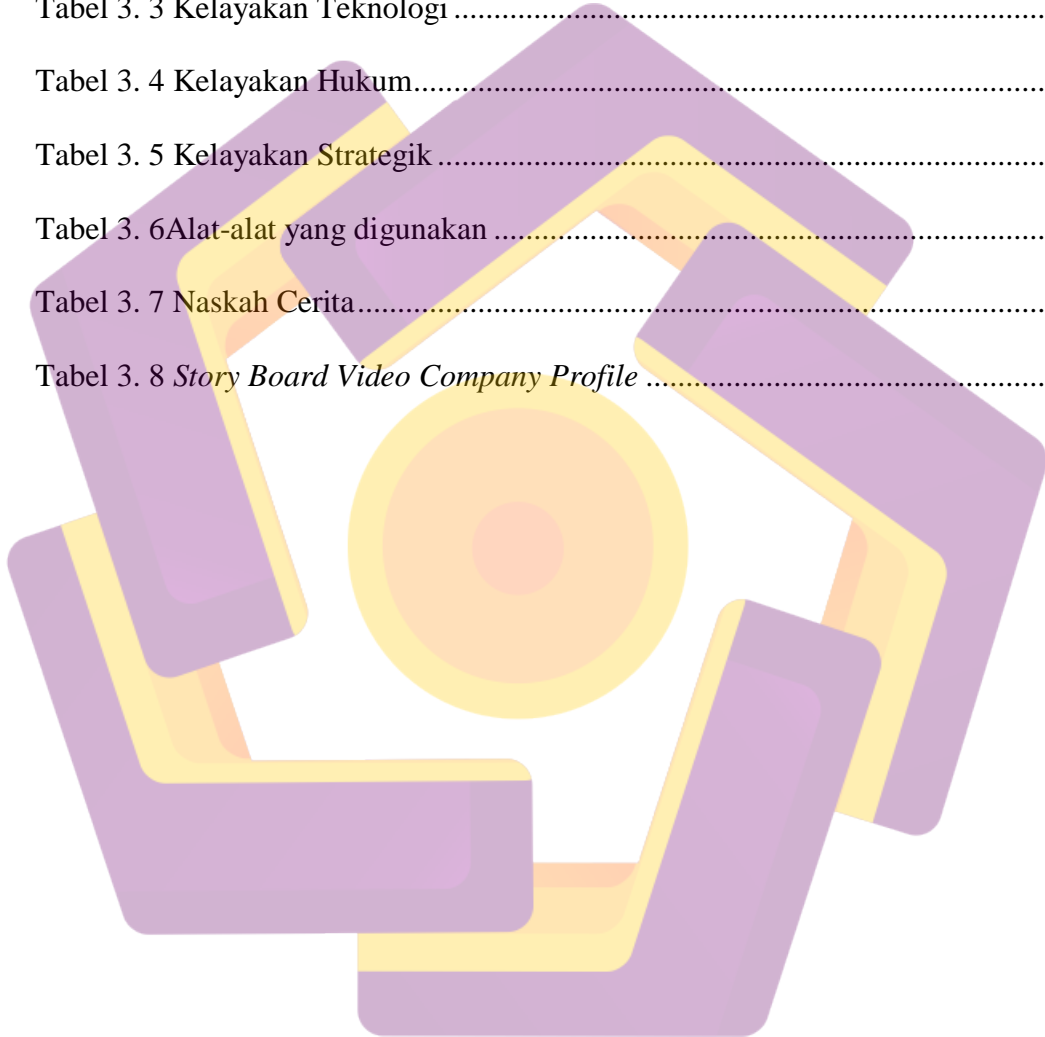 Tabel 3. 3 Kelayakan Teknologi ..........................................................................
Tabel 3. 4 Kelayakan Hukum...............................................................................
Tabel 3. 5 Kelayakan Strategik ............................................................................
Tabel 3. 6Alat-alat yang digunakan .....................................................................
Tabel 3. 7 Naskah Cerita......................................................................................
Tabel 3. 8 Story Board Video Company Profile ..................................................